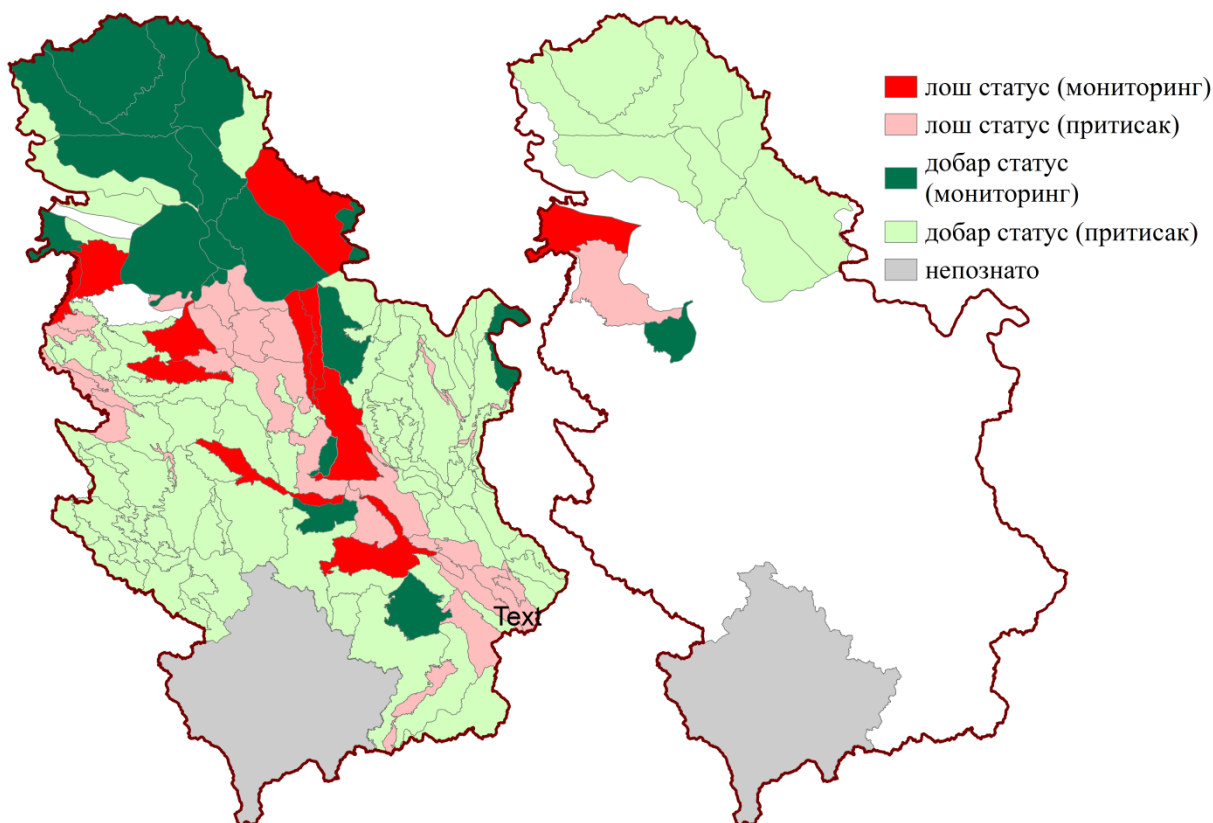 лош статус (мониторинг)
лош статус (притисак)
добар статус
(мониторинг)
добар статус (притисак)
непознато
Text